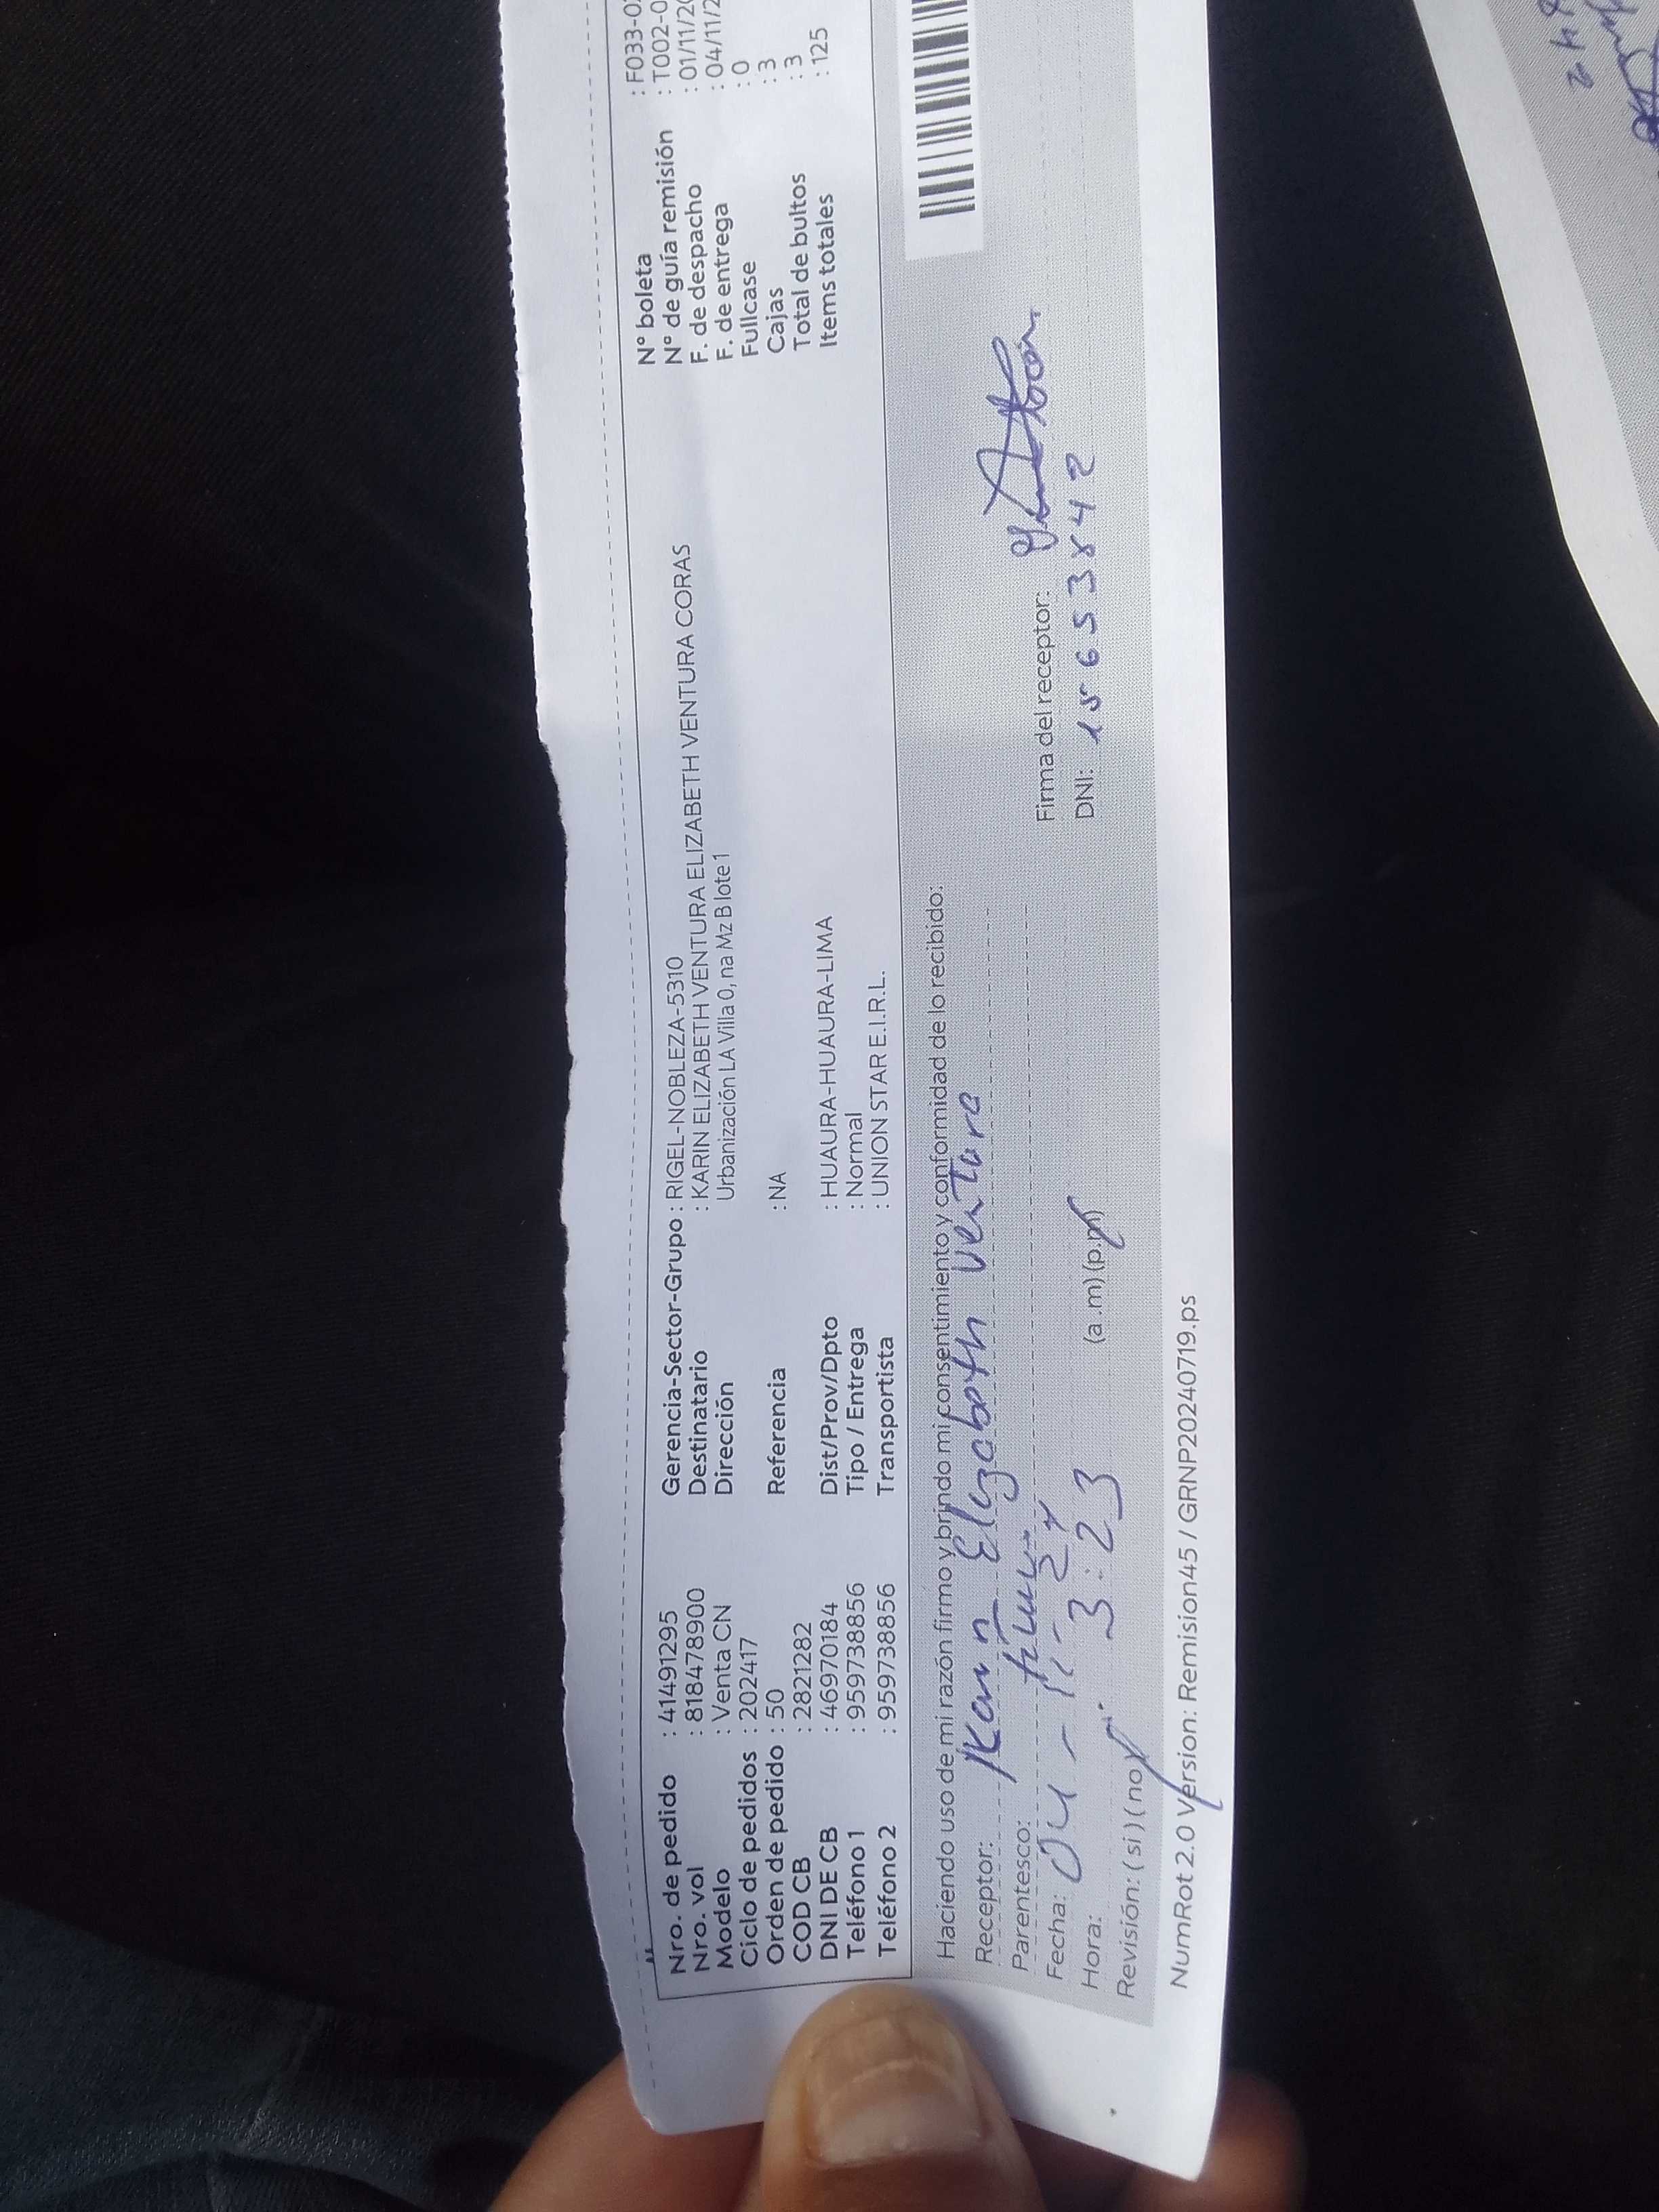 Nro. de pedido : 41491295
Nro. vol : 818478900
Modelo : Venta CN
Ciclo de pedidos : 202417
Orden de pedido : 50
COD CB : 2821282
DNI DE CB : 46970184
Teléfono 1 : 959738856
Teléfono 2 : 959738856
Gerencia-Sector-Grupo : RIGEL-NOBLEZA-5310
Destinatario : KARIN ELIZABETH VENTURA ELIZABETH VENTURA CORAS
Dirección Urbanización LA Villa 0, na Mz B lote 1
Referencia : NA
Dist/Prov/Dpto : HUAURA-HUAURA-LIMA
Tipo / Entrega : Normal
Transportista : UNION STAR E.I.R.L.
N° boleta : F033-0
N° de guía remisión : T002-0
F. de despacho : 01/11/20
F. de entrega : 04/11/2
Fullcase : 0
Cajas : 3
Total de bultos : 3
Items totales : 125
Haciendo uso de mi razón firmo y brindo mi consentimiento y conformidad de lo recibido:
Receptor: Karin Elizabeth Ventura
Parentesco:
Fecha: 04 - 11 - 24
Hora: 3:23 (a .m) (p.m)
Revisión: ( si ) ( no )
Firma del receptor:
DNI: 15653842
NumRot 2.0 Version: Remision45 / GRNP20240719.ps